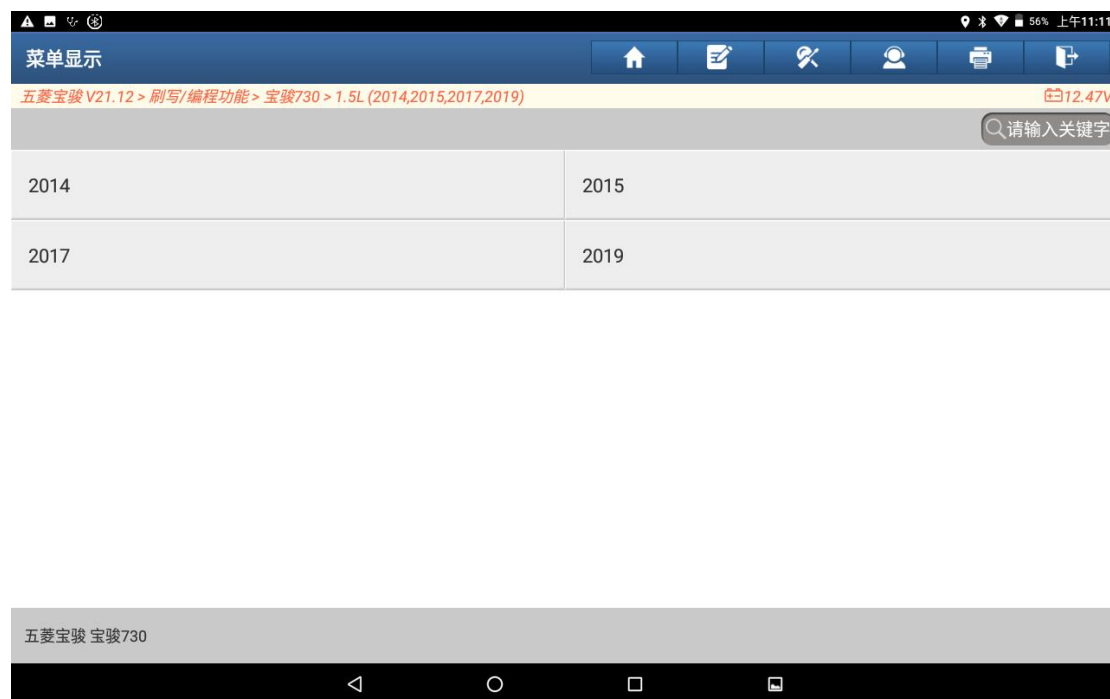 56% 上午11:11
菜单显示
五菱宝骏 V21.12 > 刷写/编程功能 > 宝骏730 > 1.5L (2014,2015,2017,2019)
12.47V
请输入关键字
2014
2015
2017
2019
五菱宝骏 宝骏730